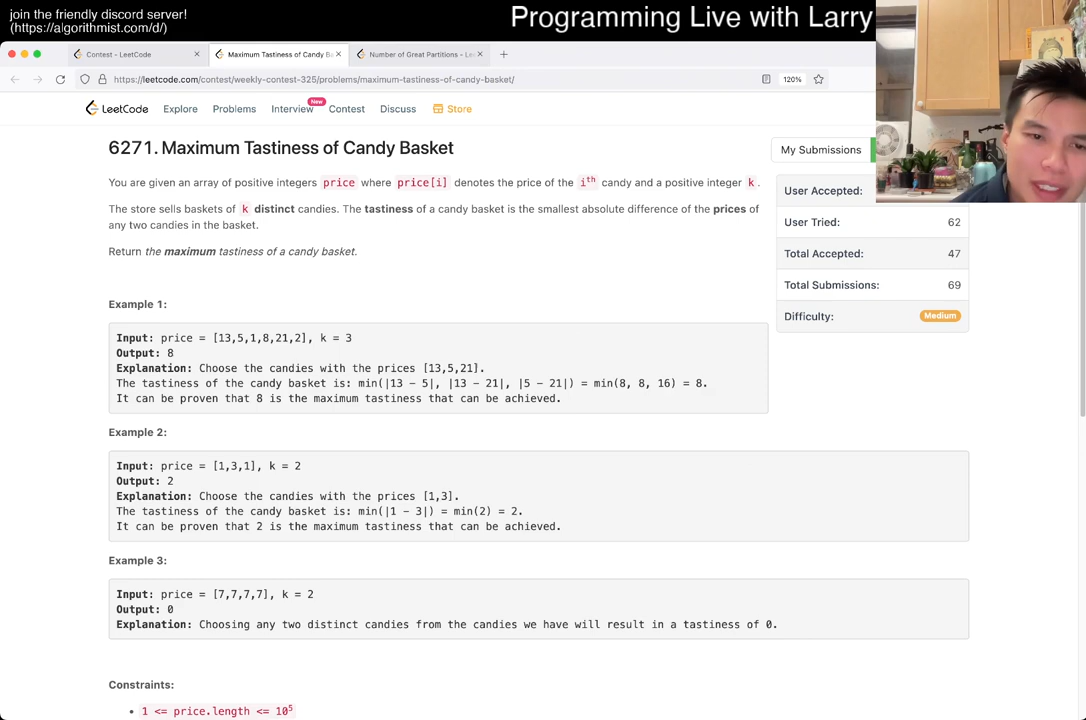 join the friendly discord server!
(https://algorithmist.com/d/)
Programming Live with Larry
Contest - LeetCode
Maximum Tastiness of Candy Ba
Number of Great Partitions - Lee
https://leetcode.com/contest/weekly-contest-325/problems/maximum-tastiness-of-candy-basket/
120%
LeetCode Explore Problems Interview New Contest Discuss Store
6271. Maximum Tastiness of Candy Basket
My Submissions
You are given an array of positive integers price where price[i] denotes the price of the ith candy and a positive integer k .
The store sells baskets of k distinct candies. The tastiness of a candy basket is the smallest absolute difference of the prices of
any two candies in the basket.
Return the maximum tastiness of a candy basket.
User Accepted:
User Tried: 62
Total Accepted: 47
Total Submissions: 69
Difficulty: Medium
Example 1:
Input: price = [13,5,1,8,21,2], k = 3
Output: 8
Explanation: Choose the candies with the prices [13,5,21].
The tastiness of the candy basket is: min(|13 - 5|, |13 - 21|, |5 - 21|) = min(8, 8, 16) = 8.
It can be proven that 8 is the maximum tastiness that can be achieved.
Example 2:
Input: price = [1,3,1], k = 2
Output: 2
Explanation: Choose the candies with the prices [1,3].
The tastiness of the candy basket is: min(|1 - 3|) = min(2) = 2.
It can be proven that 2 is the maximum tastiness that can be achieved.
Example 3:
Input: price = [7,7,7,7], k = 2
Output: 0
Explanation: Choosing any two distinct candies from the candies we have will result in a tastiness of 0.
Constraints:
• 1 <= price.length <= 10⁵